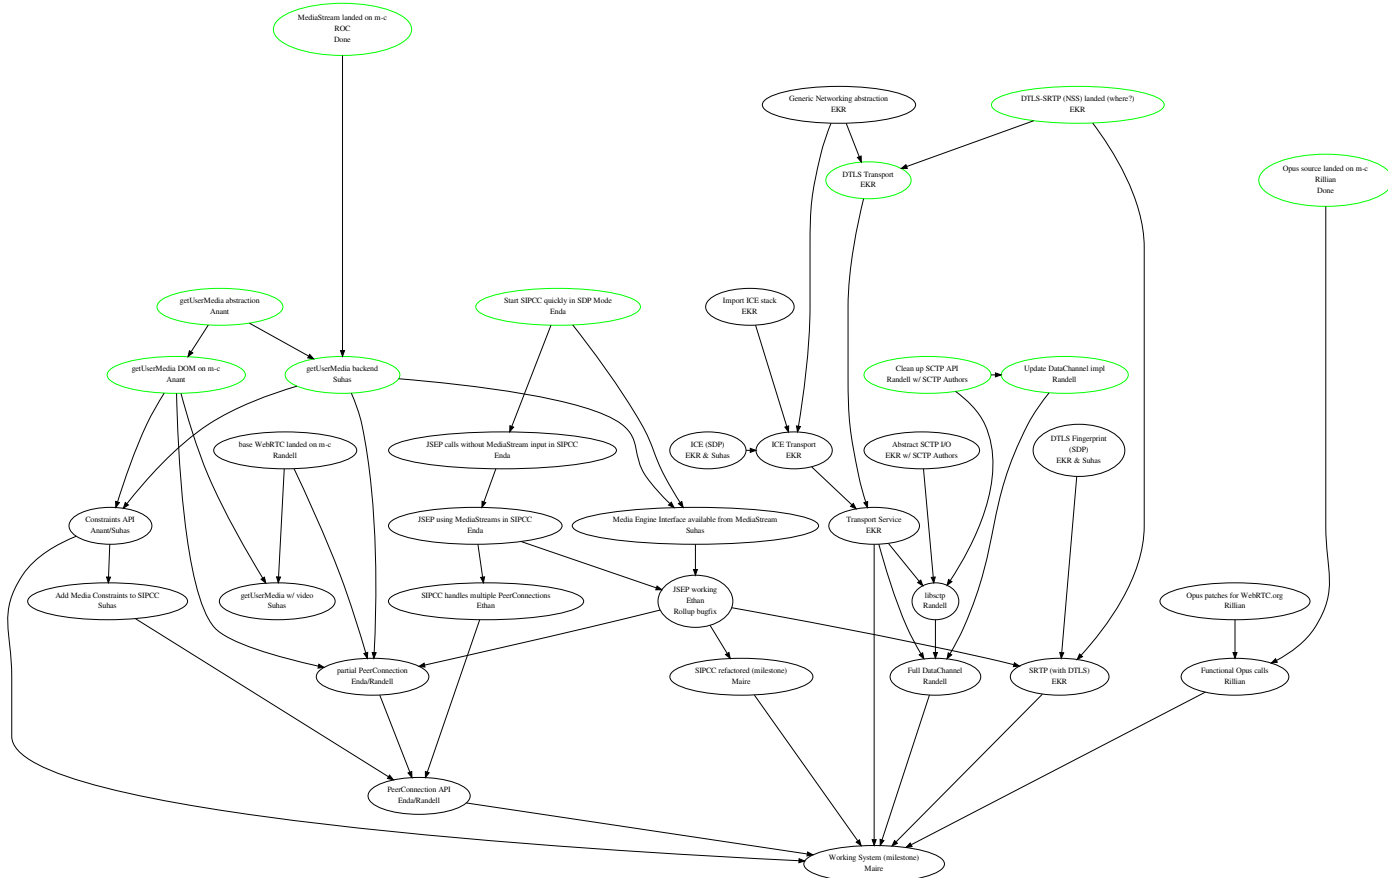 MediaStream landed on m-c
ROC
Done
Generic Networking abstraction
EKR
DTLS-SRTP (NSS) landed (where?)
EKR
DTLS Transport
EKR
Opus source landed on m-c
Rillian
Done
getUserMedia abstraction
Anant
Start SIPCC quickly in SDP Mode
Enda
Import ICE stack
EKR
getUserMedia DOM on m-c
Anant
getUserMedia backend
Suhas
Clean up SCTP API
Randell w/ SCTP Authors
Update DataChannel impl
Randell
base WebRTC landed on m-c
Randell
JSEP calls without MediaStream input in SIPCC
Enda
ICE (SDP)
EKR & Suhas
ICE Transport
EKR
Abstract SCTP I/O
EKR w/ SCTP Authors
DTLS Fingerprint
(SDP)
EKR & Suhas
Constraints API
Anant/Suhas
JSEP using MediaStreams in SIPCC
Enda
Media Engine Interface available from MediaStream
Suhas
Transport Service
EKR
Add Media Constraints to SIPCC
Suhas
getUserMedia w/ video
Suhas
SIPCC handles multiple PeerConnections
Ethan
JSEP working
Ethan
Rollup bugfix
libsctp
Randell
Opus patches for WebRTC.org
Rillian
partial PeerConnection
Enda/Randell
SIPCC refactored (milestone)
Maire
Full DataChannel
Randell
SRTP (with DTLS)
EKR
Functional Opus calls
Rillian
PeerConnection API
Enda/Randell
Working System (milestone)
Maire